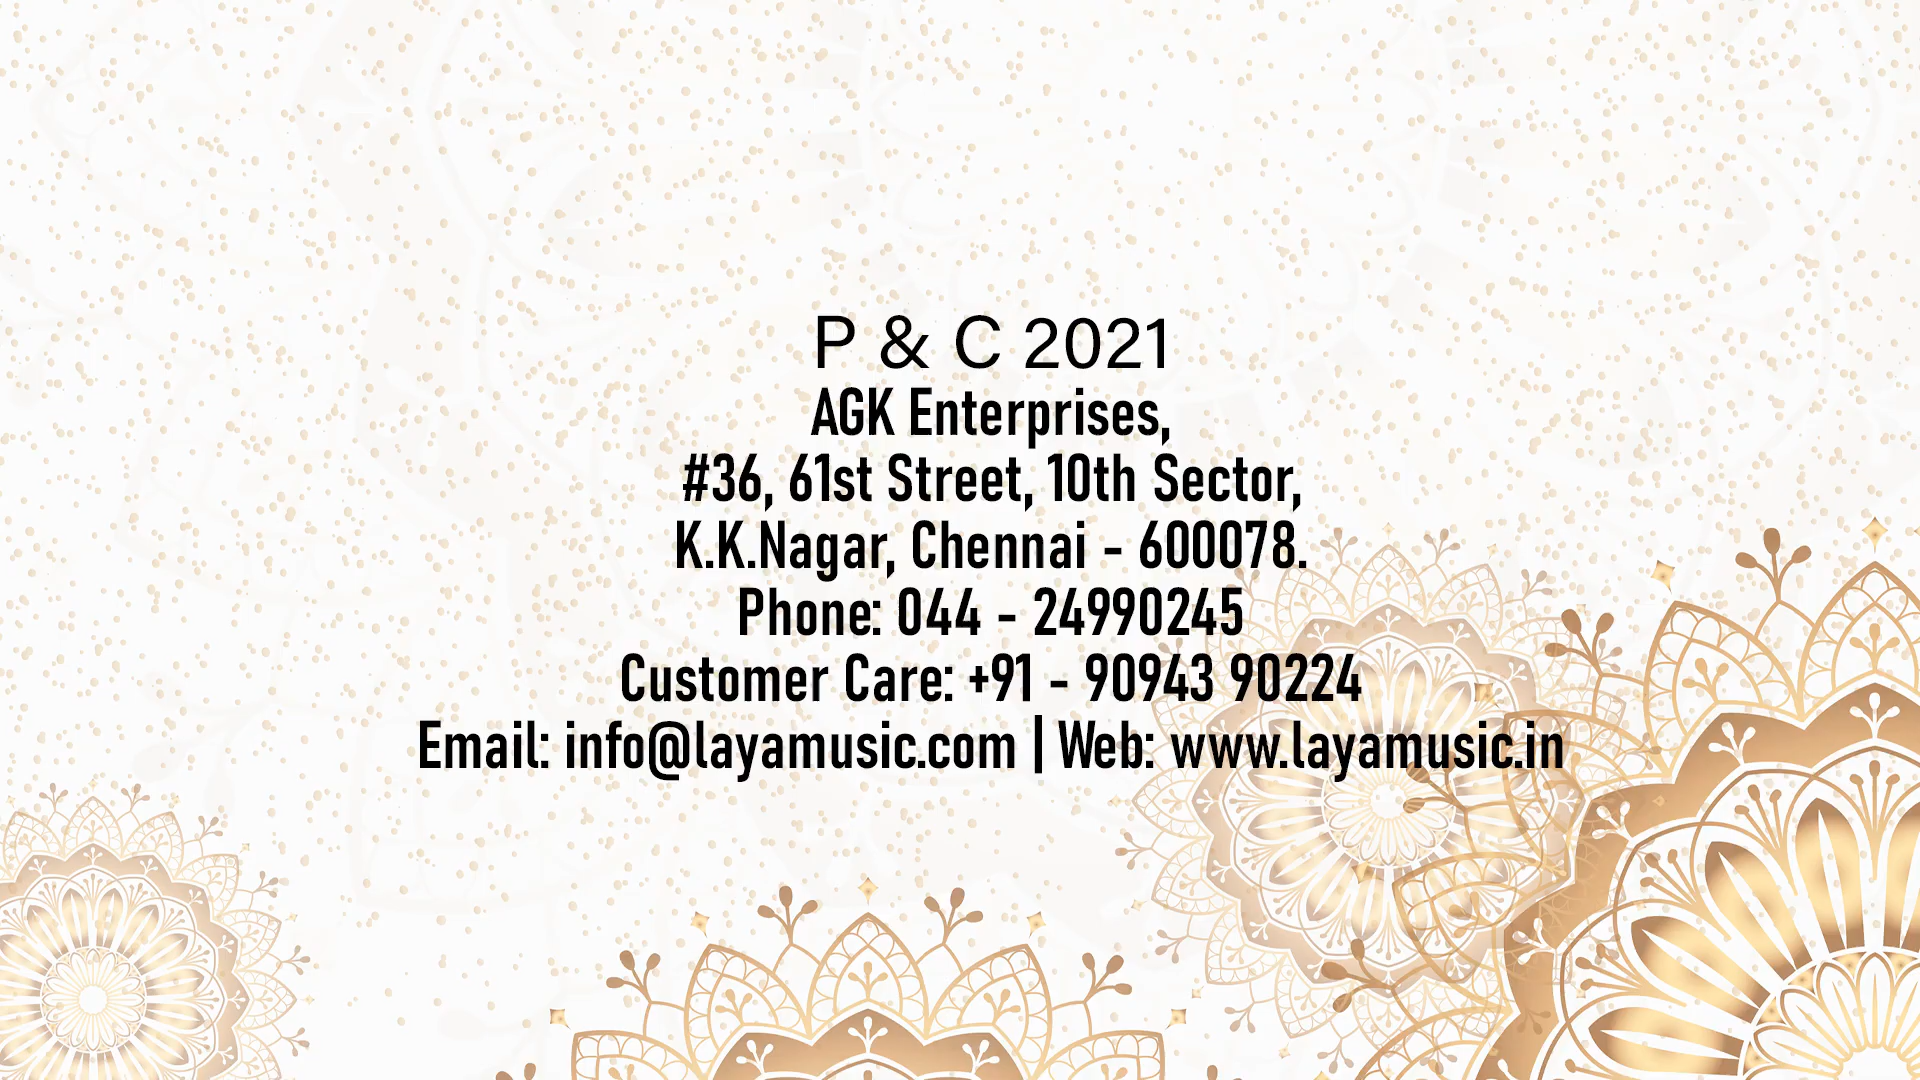 P & C 2021
AGK Enterprises,
#36, 61st Street, 10th Sector,
K.K.Nagar, Chennai - 600078.
Phone: 044 - 24990245
Customer Care: +91 - 90943 90224
Email: info@layamusic.com | Web: www.layamusic.in